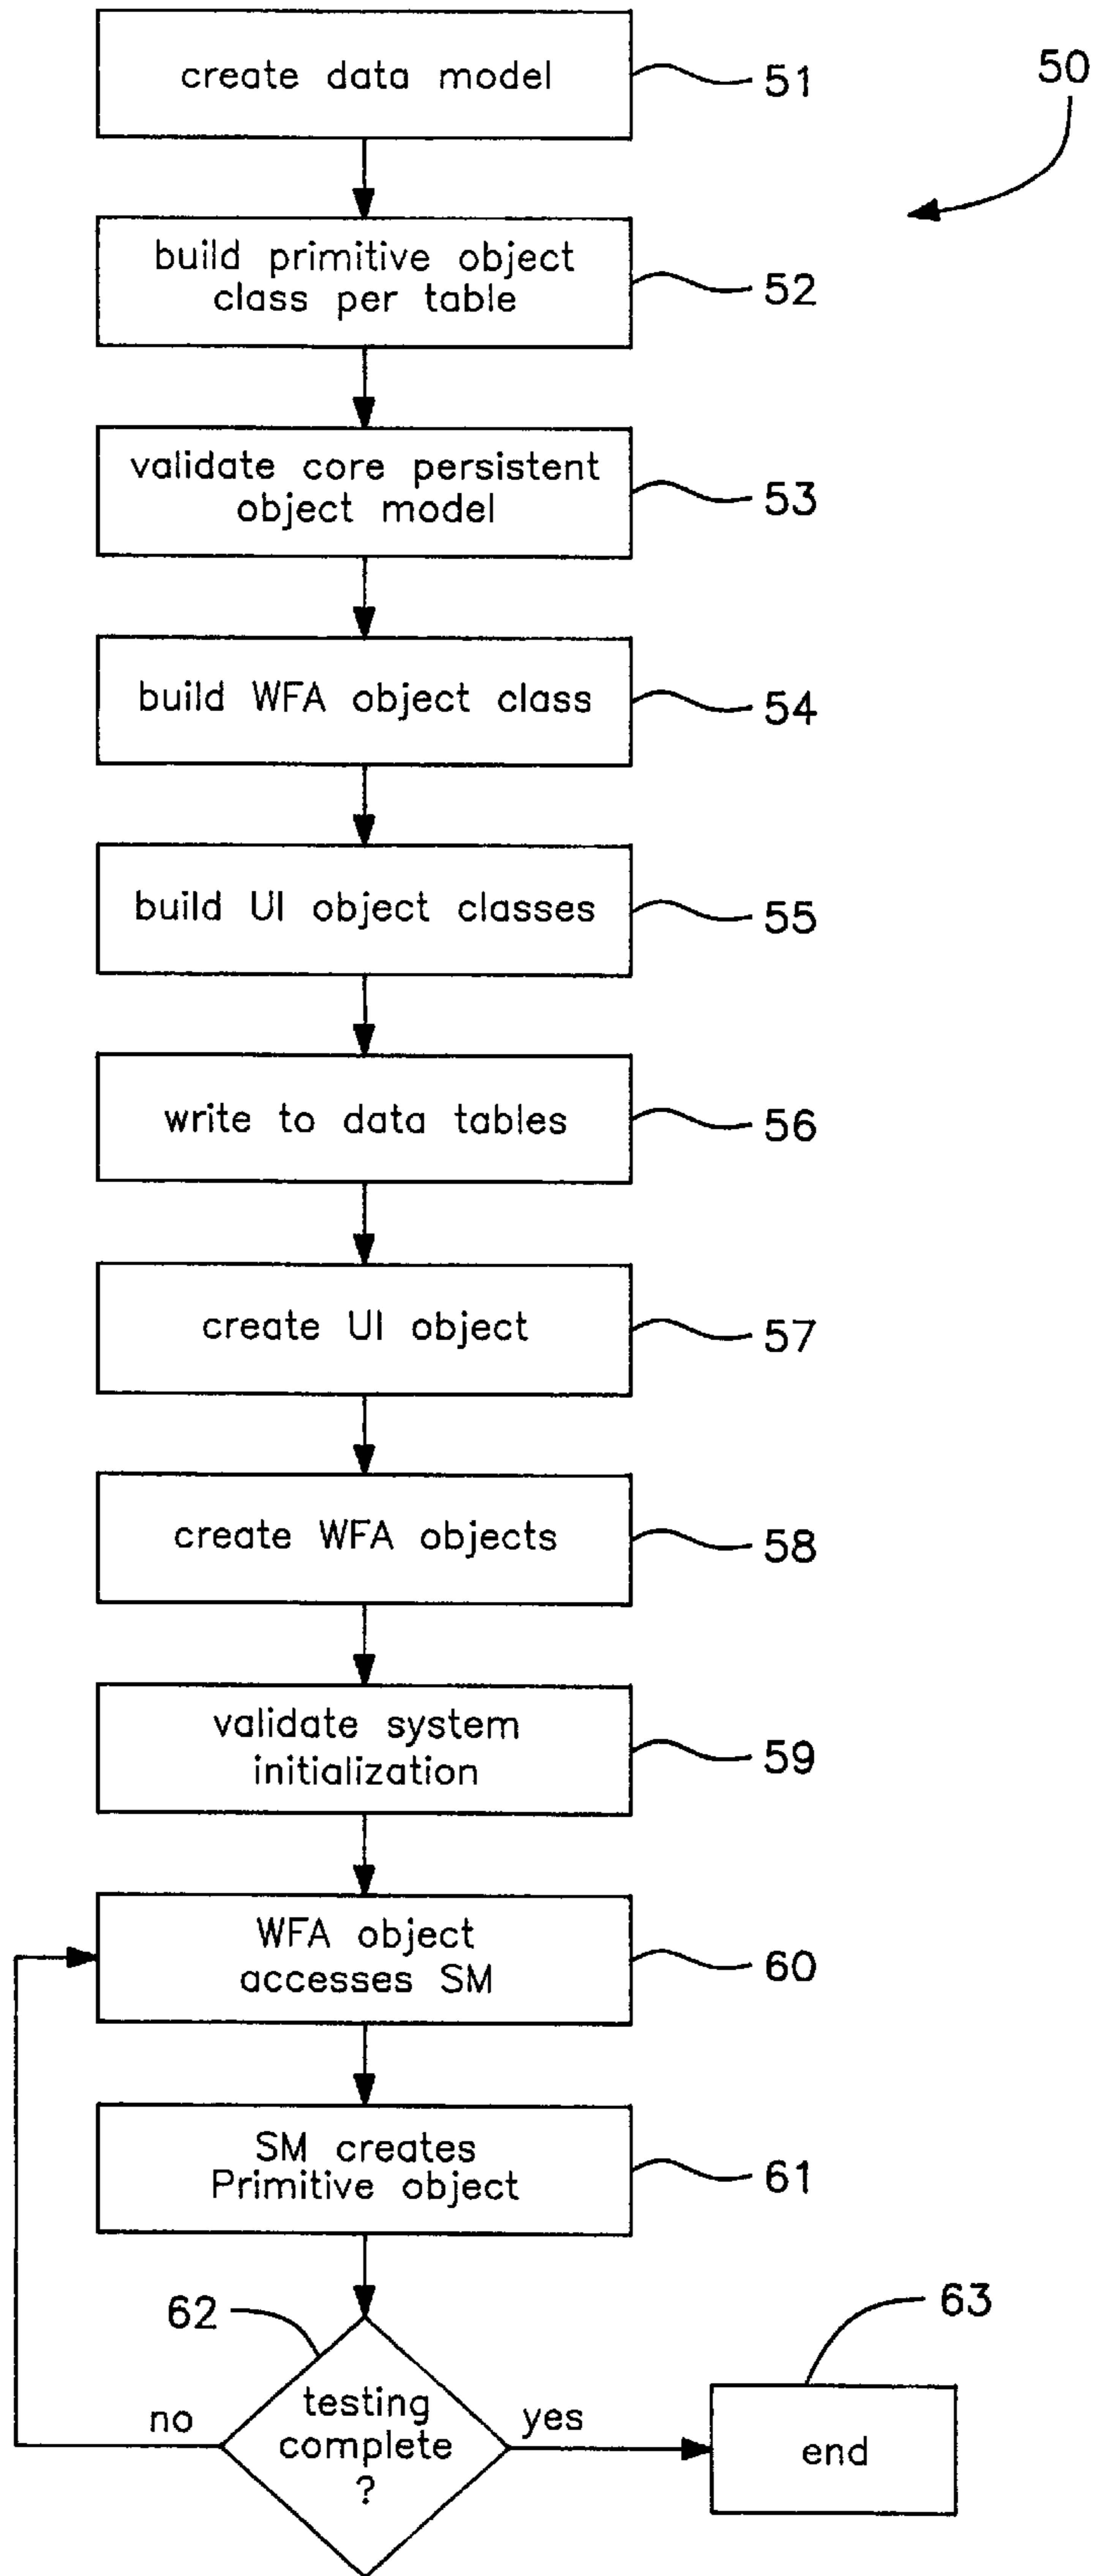 50
create data model
51
build primitive object
class per table
52
validate core persistent
object model
53
build WFA object class
54
build UI object classes
55
write to data tables
56
create UI object
57
create WFA objects
58
validate system
initialization
59
WFA object
accesses SM
60
SM creates
Primitive object
61
62
testing
complete
?
no
yes
63
end